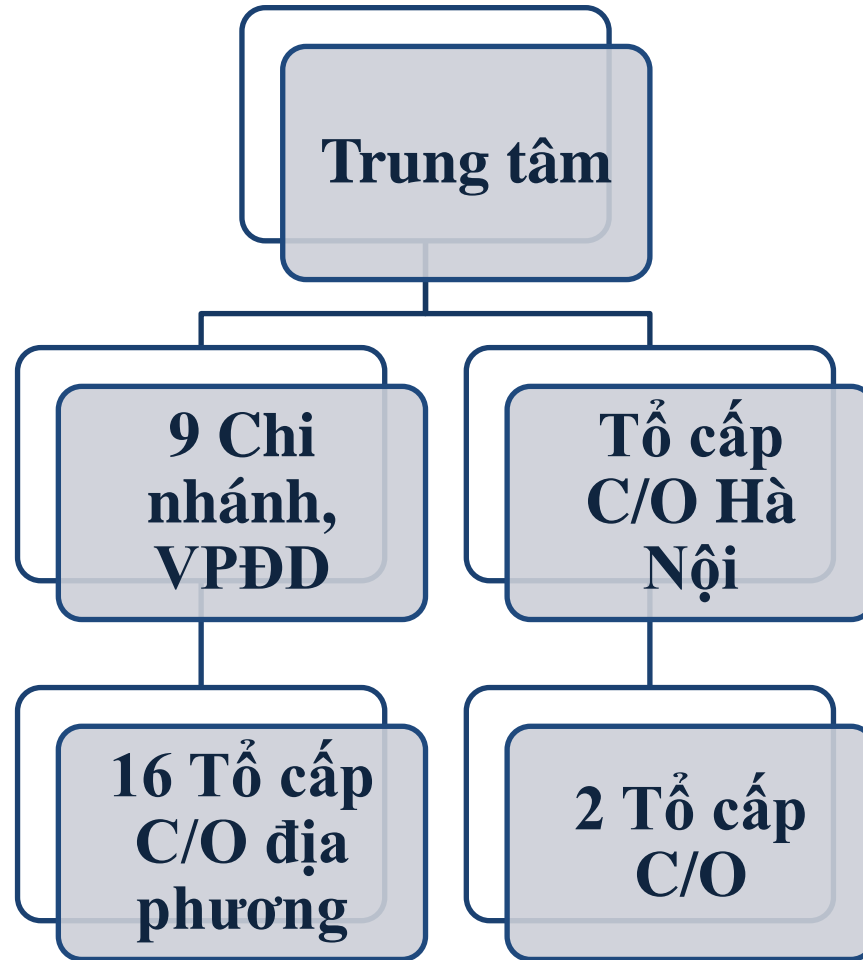 Trung tâm
9 Chi
nhánh,
VPĐD
Tổ cấp
C/O Hà
Nội
16 Tổ cấp
C/O địa
phương
2 Tổ cấp
C/O